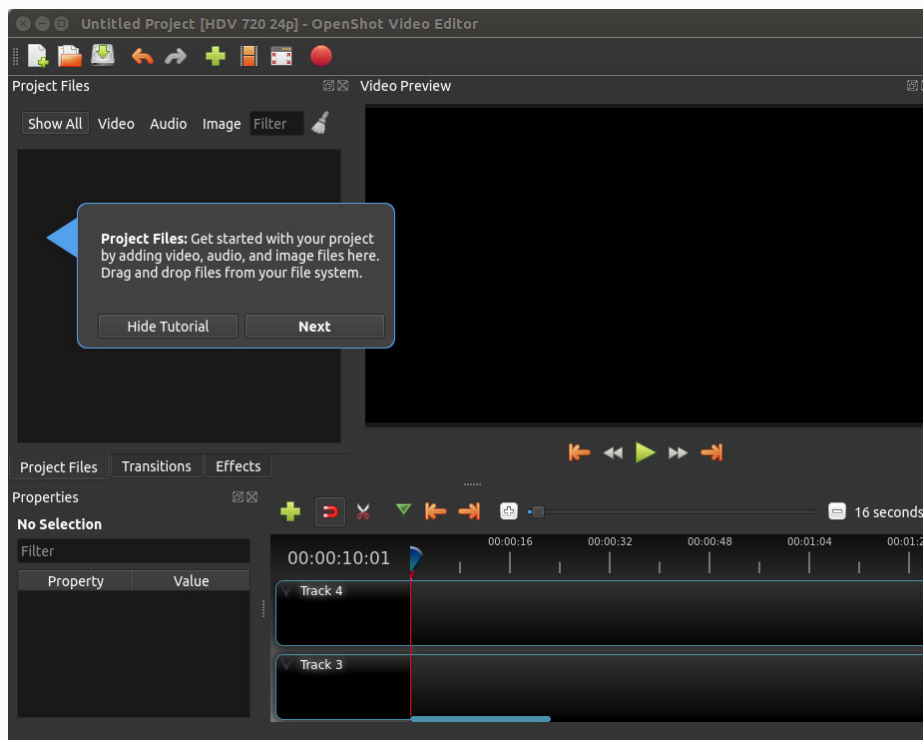 Untitled Project [HDV 720 24p] - OpenShot Video Editor
Project Files
Video Preview
Show All Video Audio Image Filter
Project Files: Get started with your project
by adding video, audio, and image files here.
Drag and drop files from your file system.
Hide Tutorial Next
Project Files Transitions Effects
Properties
No Selection
16 seconds
Filter
Property Value
00:00:10:01
00:00:16 00:00:32 00:00:48 00:01:04 00:01:2
Track 4
Track 3